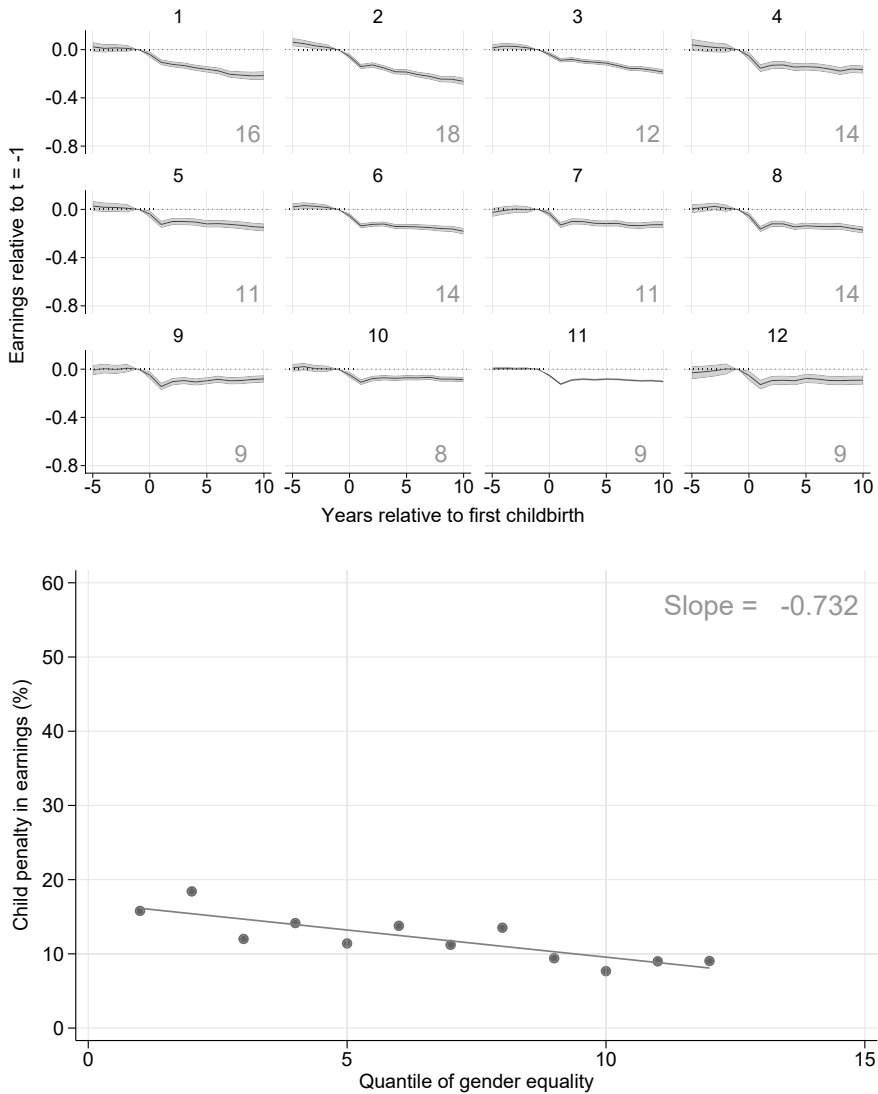 1 2 3 4
0.0
-0.4
-0.8
16 18 12 14
5 6 7 8
0.0
-0.4
-0.8
11 14 11 14
9 10 11 12
0.0
-0.4
-0.8
9 8 9 9
-5 0 5 10 -5 0 5 10 -5 0 5 10 -5 0 5 10
Earnings relative to t = -1
Years relative to first childbirth
60
50
40
30
20
10
0
Slope = -0.732
Child penalty in earnings (%)
0 5 10 15
Quantile of gender equality